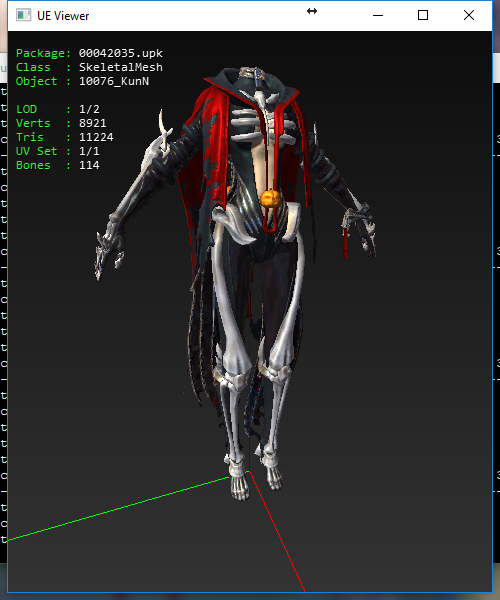 UE Viewer
Package: 00042035.upk
Class : SkeletalMesh
Object : 10076_KunN
LOD : 1/2
Verts : 8921
Tris : 11224
UV Set : 1/1
Bones : 114